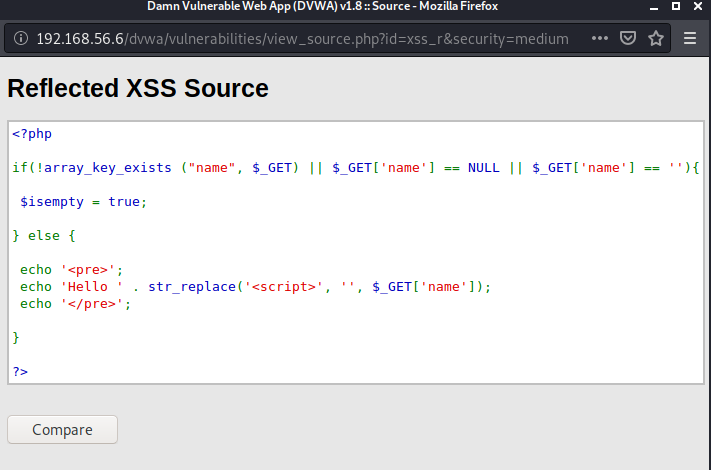 Damn Vulnerable Web App (DVWA) v1.8 :: Source - Mozilla Firefox
192.168.56.6/dvwa/vulnerabilities/view_source.php?id=xss_r&security=medium
Reflected XSS Source
<?php
if(!array_key_exists ("name", $_GET) || $_GET['name'] == NULL || $_GET['name'] == ''){
$isempty = true;
} else {
echo '<pre>';
echo 'Hello ' . str_replace('<script>', '', $_GET['name']);
echo '</pre>';
}
?>
Compare